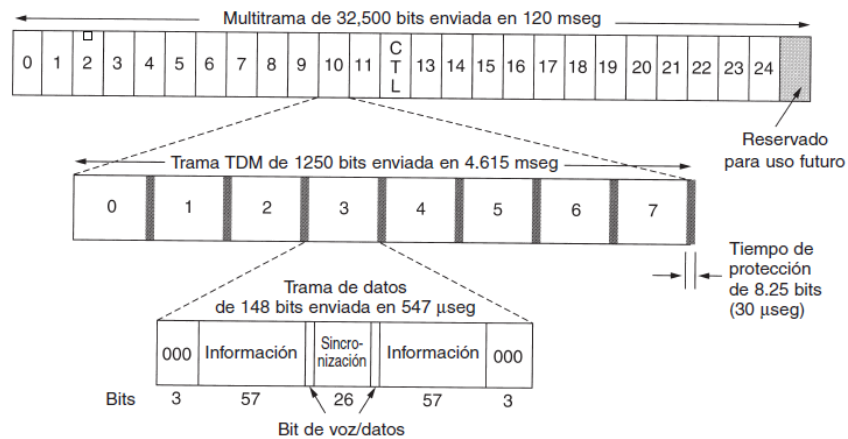 Multitrama de 32,500 bits enviada en 120 mseg
0 1 2 3 4 5 6 7 8 9 10 11 CTL 13 14 15 16 17 18 19 20 21 22 23 24
Reservado
para uso futuro
Trama TDM de 1250 bits enviada en 4.615 mseg
0 1 2 3 4 5 6 7
Tiempo de
protección
de 8.25 bits
(30 µseg)
Trama de datos
de 148 bits enviada en 547 µseg
000 Información Sincro-
nización Información 000
Bits 3 57 26 57 3
Bit de voz/datos